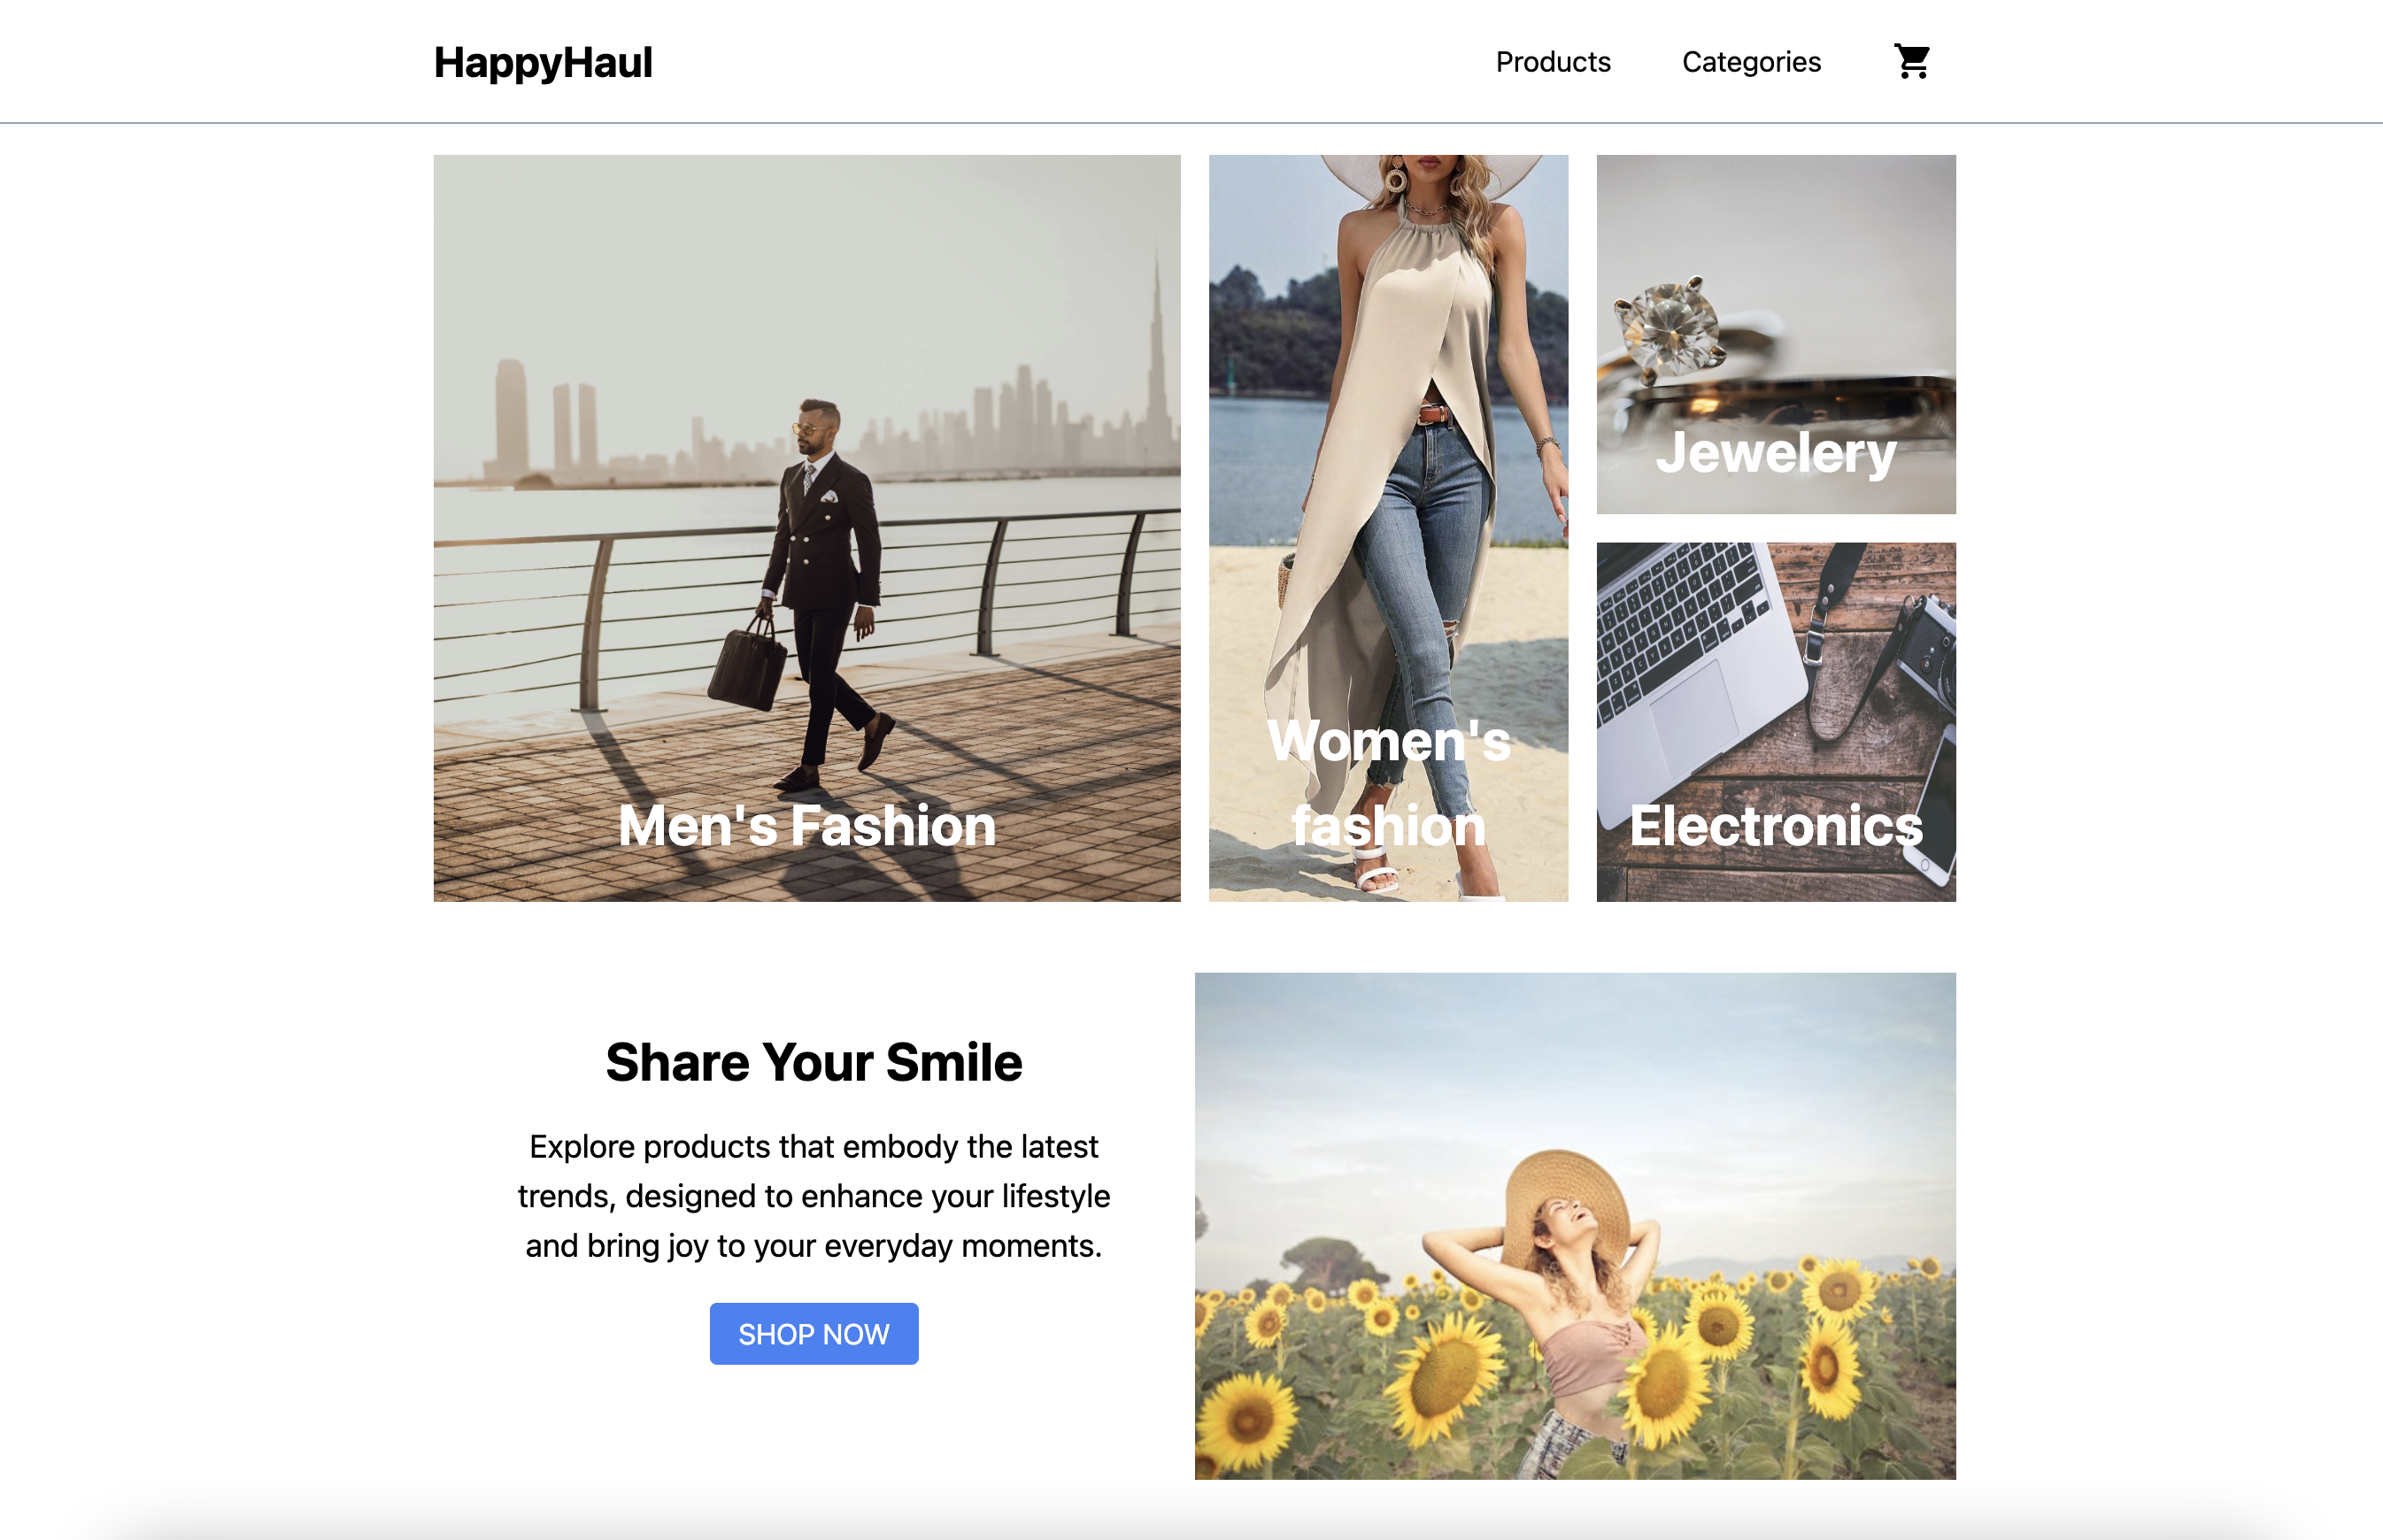 HappyHaul
Products
Categories
Jewelery
Women's
fashion
Men's Fashion
Electronics
Share Your Smile
Explore products that embody the latest
trends, designed to enhance your lifestyle
and bring joy to your everyday moments.
SHOP NOW